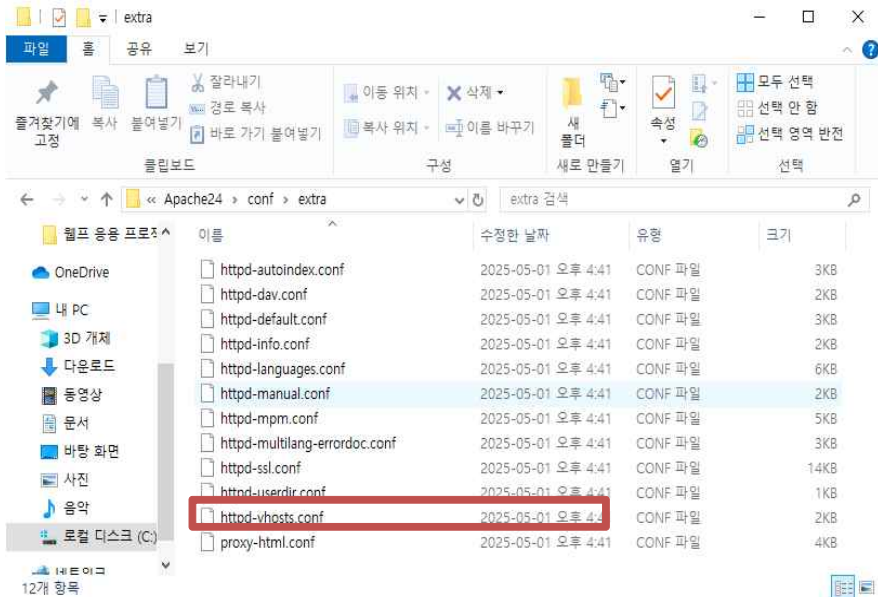 extra
파일 홈 공유 보기
즐겨찾기에 고정
복사
붙여넣기
잘라내기
경로 복사
바로 가기 붙여넣기
클립보드
이동 위치
복사 위치
삭제
이름 바꾸기
구성
새 폴더
새로 만들기
속성
열기
모두 선택
선택 안 함
선택 영역 반전
선택
« Apache24 › conf › extra
extra 검색
웹프 응용 프로젝
OneDrive
내 PC
3D 개체
다운로드
동영상
문서
바탕 화면
사진
음악
로컬 디스크 (C:)
네트워크
이름 수정한 날짜 유형 크기
httpd-autoindex.conf 2025-05-01 오후 4:41 CONF 파일 3KB
httpd-dav.conf 2025-05-01 오후 4:41 CONF 파일 2KB
httpd-default.conf 2025-05-01 오후 4:41 CONF 파일 3KB
httpd-info.conf 2025-05-01 오후 4:41 CONF 파일 2KB
httpd-languages.conf 2025-05-01 오후 4:41 CONF 파일 6KB
httpd-manual.conf 2025-05-01 오후 4:41 CONF 파일 2KB
httpd-mpm.conf 2025-05-01 오후 4:41 CONF 파일 5KB
httpd-multilang-errordoc.conf 2025-05-01 오후 4:41 CONF 파일 3KB
httpd-ssl.conf 2025-05-01 오후 4:41 CONF 파일 14KB
httpd-userdir.conf 2025-05-01 오후 4:41 CONF 파일 1KB
httpd-vhosts.conf 2025-05-01 오후 4:4 CONF 파일 2KB
proxy-html.conf 2025-05-01 오후 4:41 CONF 파일 4KB
12개 항목